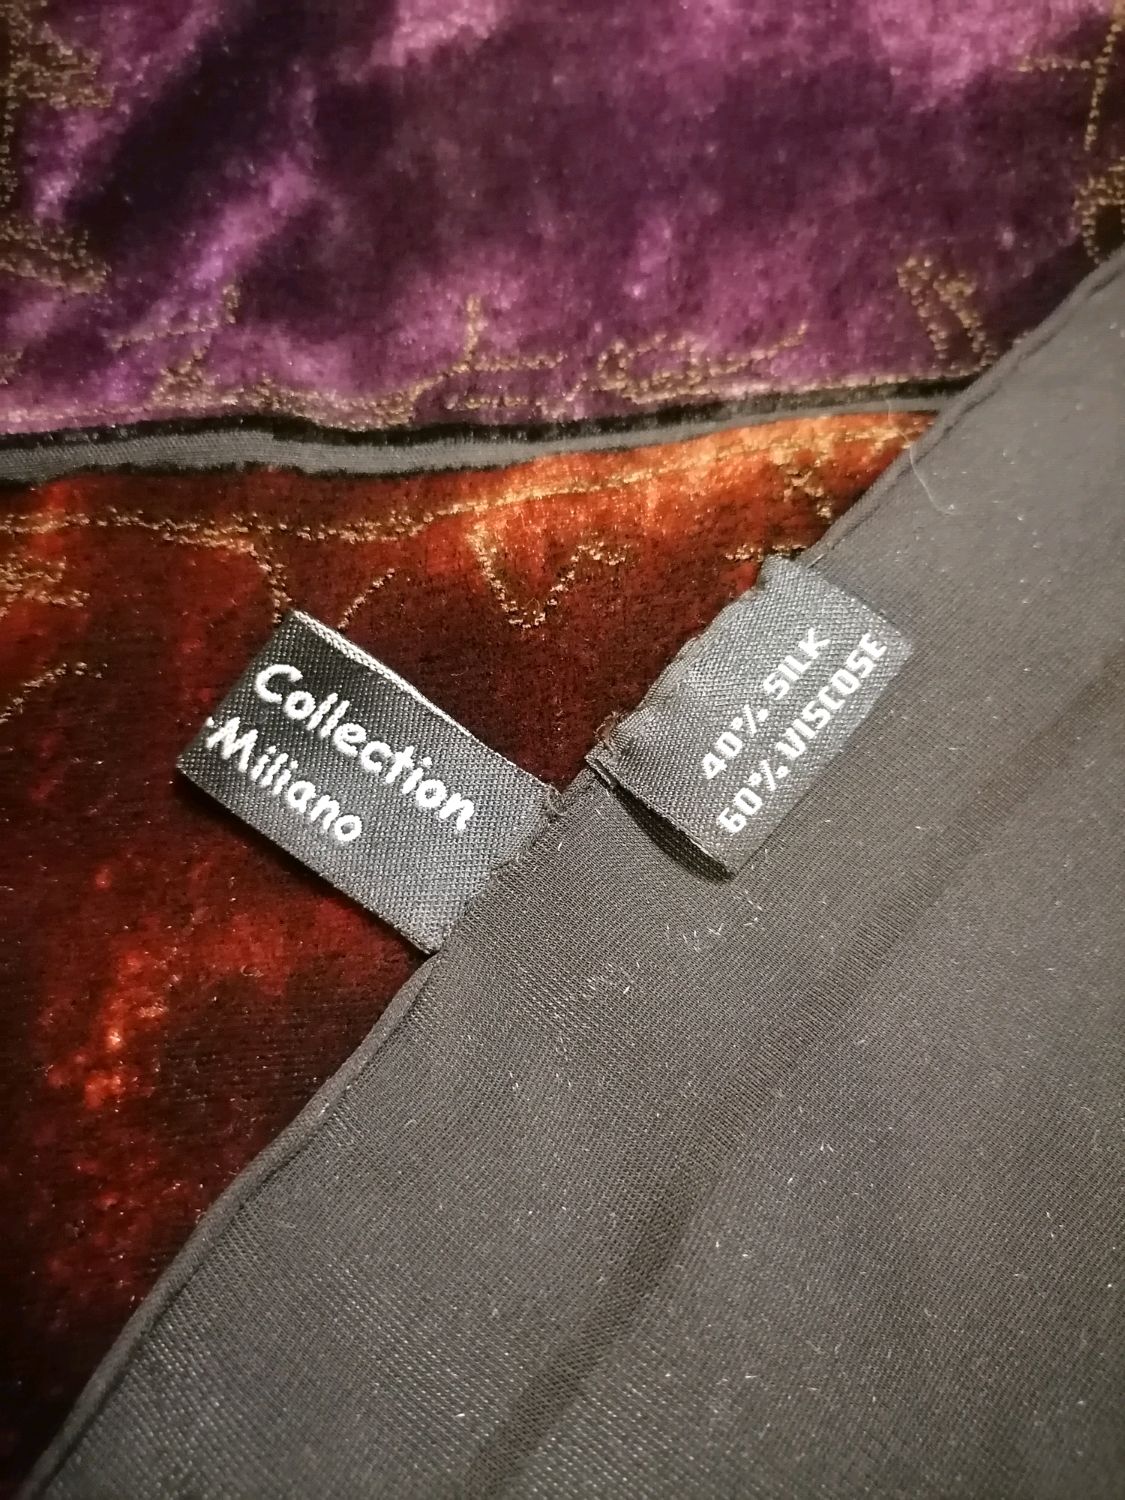 Collection
Miliano
40% SILK
60% VISCOSE